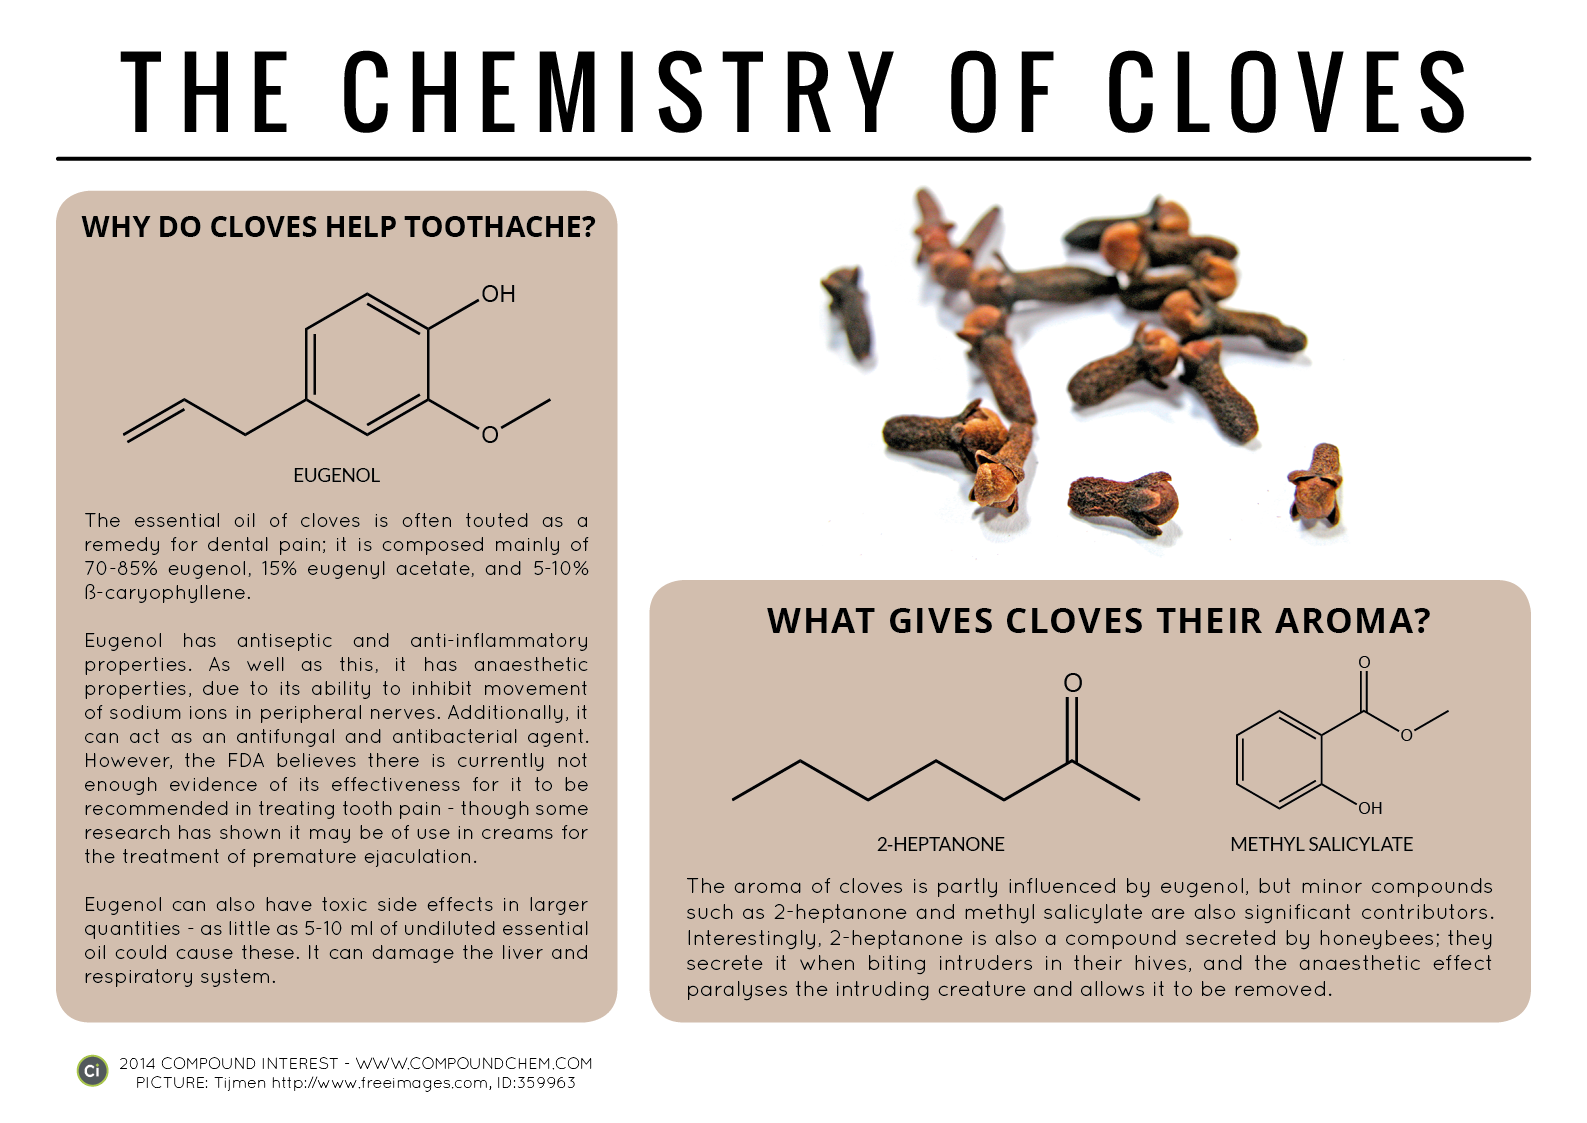 THE CHEMISTRY OF CLOVES
WHY DO CLOVES HELP TOOTHACHE?
OH
O
EUGENOL
The essential oil of cloves is often touted as a
remedy for dental pain; it is composed mainly of
70-85% eugenol, 15% eugenyl acetate, and 5-10%
ß-caryophyllene.
Eugenol has antiseptic and anti-inflammatory
properties. As well as this, it has anaesthetic
properties, due to its ability to inhibit movement
of sodium ions in peripheral nerves. Additionally, it
can act as an antifungal and antibacterial agent.
However, the FDA believes there is currently not
enough evidence of its effectiveness for it to be
recommended in treating tooth pain - though some
research has shown it may be of use in creams for
the treatment of premature ejaculation.
Eugenol can also have toxic side effects in larger
quantities - as little as 5-10 ml of undiluted essential
oil could cause these. It can damage the liver and
respiratory system.
WHAT GIVES CLOVES THEIR AROMA?
O
2-HEPTANONE
O
O
OH
METHYL SALICYLATE
The aroma of cloves is partly influenced by eugenol, but minor compounds
such as 2-heptanone and methyl salicylate are also significant contributors.
Interestingly, 2-heptanone is also a compound secreted by honeybees; they
secrete it when biting intruders in their hives, and the anaesthetic effect
paralyses the intruding creature and allows it to be removed.
Ci
2014 COMPOUND INTEREST - WWW.COMPOUNDCHEM.COM
PICTURE: Tijmen http://www.freeimages.com, ID:359963